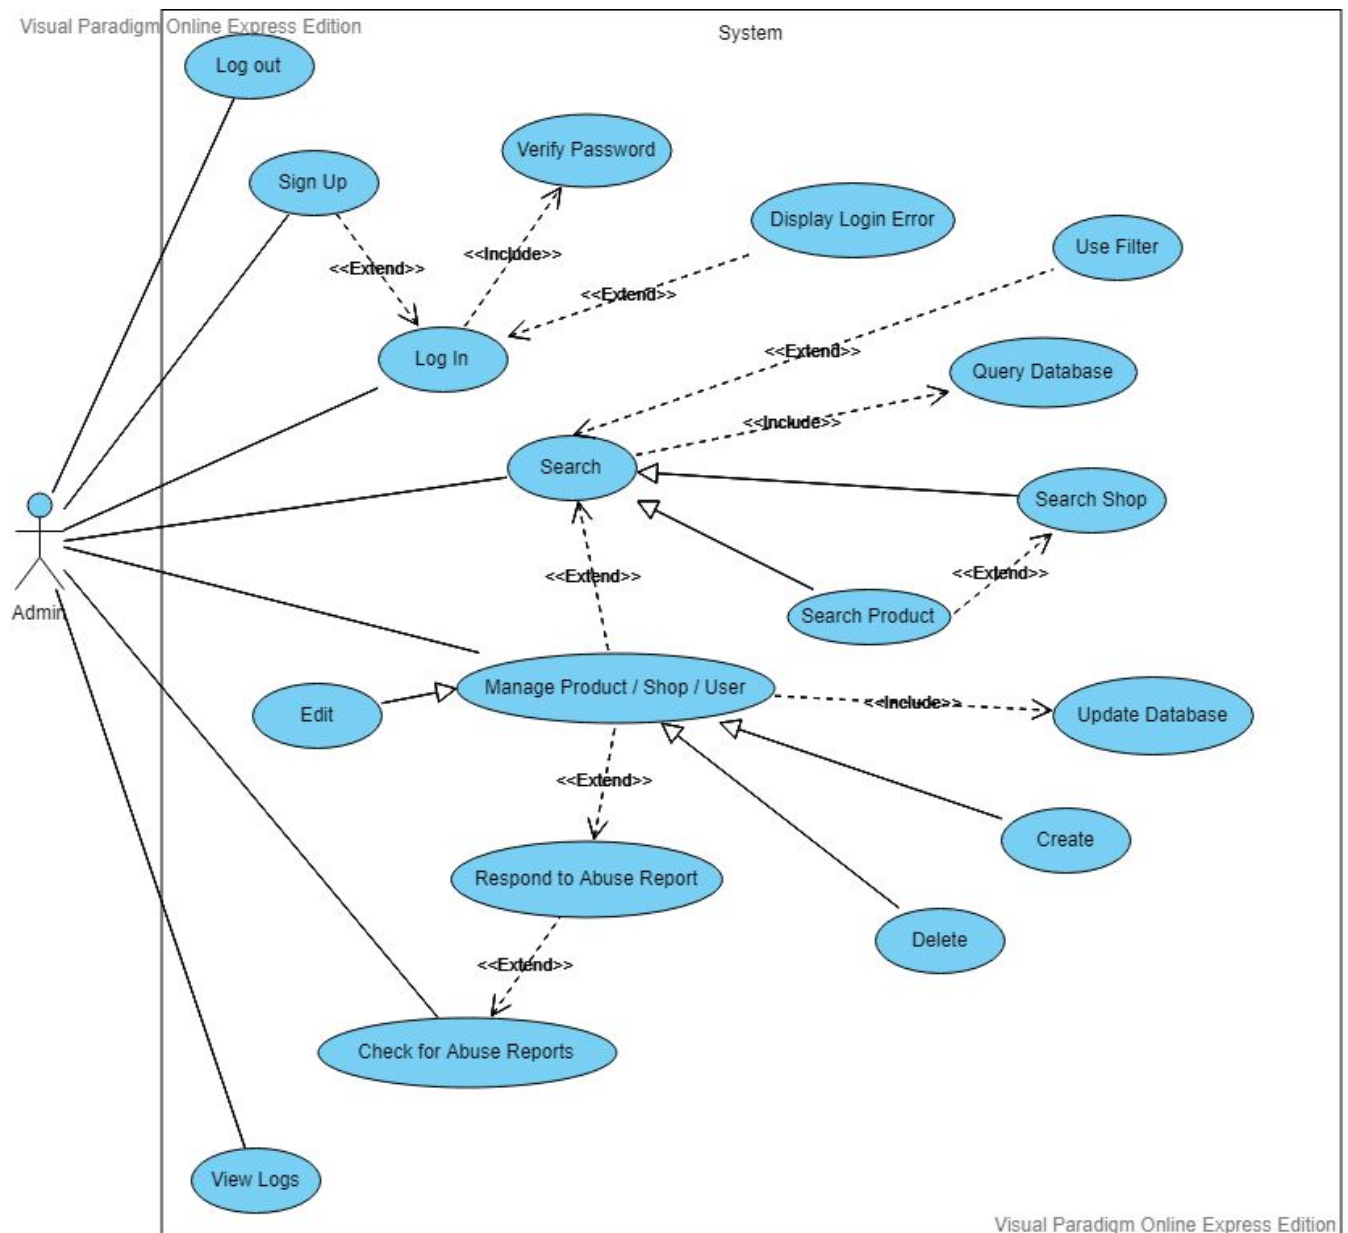 Visual Paradigm Online Express Edition
System
Log out
Verify Password
Sign Up
Display Login Error
Use Filter
<<Include>>
<<Extend>>
<<Extend>>
<<Extend>>
Log In
Query Database
<<Include>>
Search
Search Shop
<<Extend>>
<<Extend>>
Admin
Search Product
Manage Product / Shop / User
<<Include>>
Edit
Update Database
<<Extend>>
Create
Respond to Abuse Report
Delete
<<Extend>>
Check for Abuse Reports
View Logs
Visual Paradigm Online Express Edition